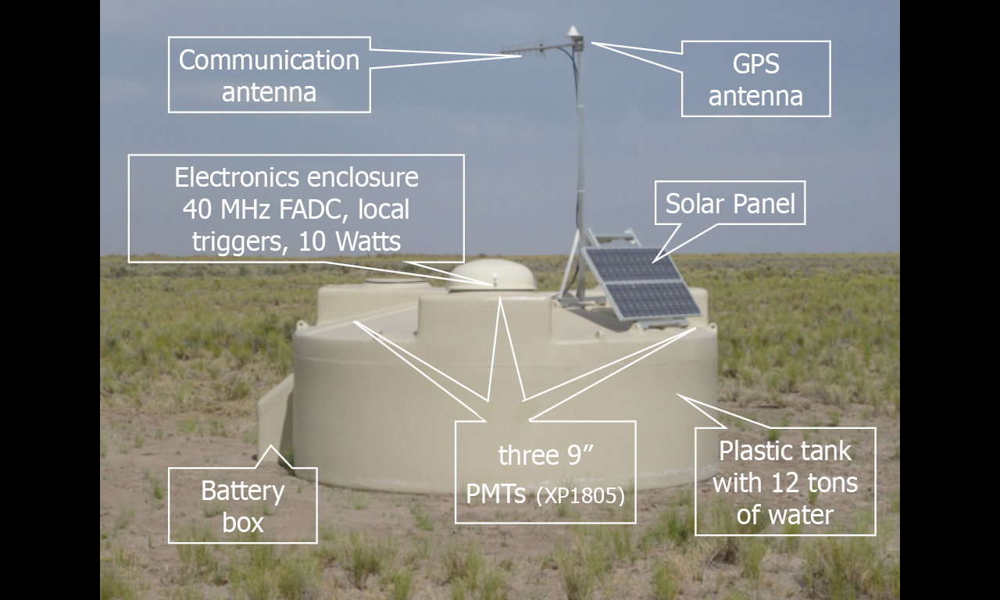 Communication
antenna
GPS
antenna
Electronics enclosure
40 MHz FADC, local
triggers, 10 Watts
Solar Panel
three 9”
PMTs (XP1805)
Plastic tank
with 12 tons
of water
Battery
box